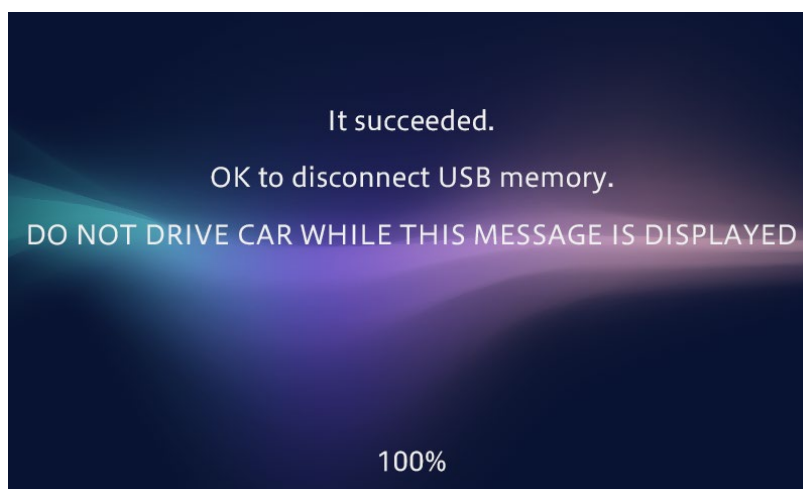 It succeeded.
OK to disconnect USB memory.
DO NOT DRIVE CAR WHILE THIS MESSAGE IS DISPLAYED
100%